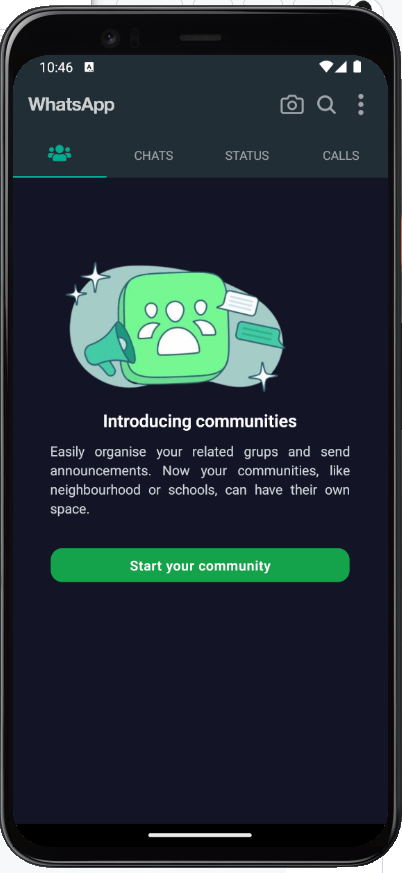 10:46 A
WhatsApp
CHATS STATUS CALLS
Introducing communities
Easily organise your related grups and send
announcements. Now your communities, like
neighbourhood or schools, can have their own
space.
Start your community